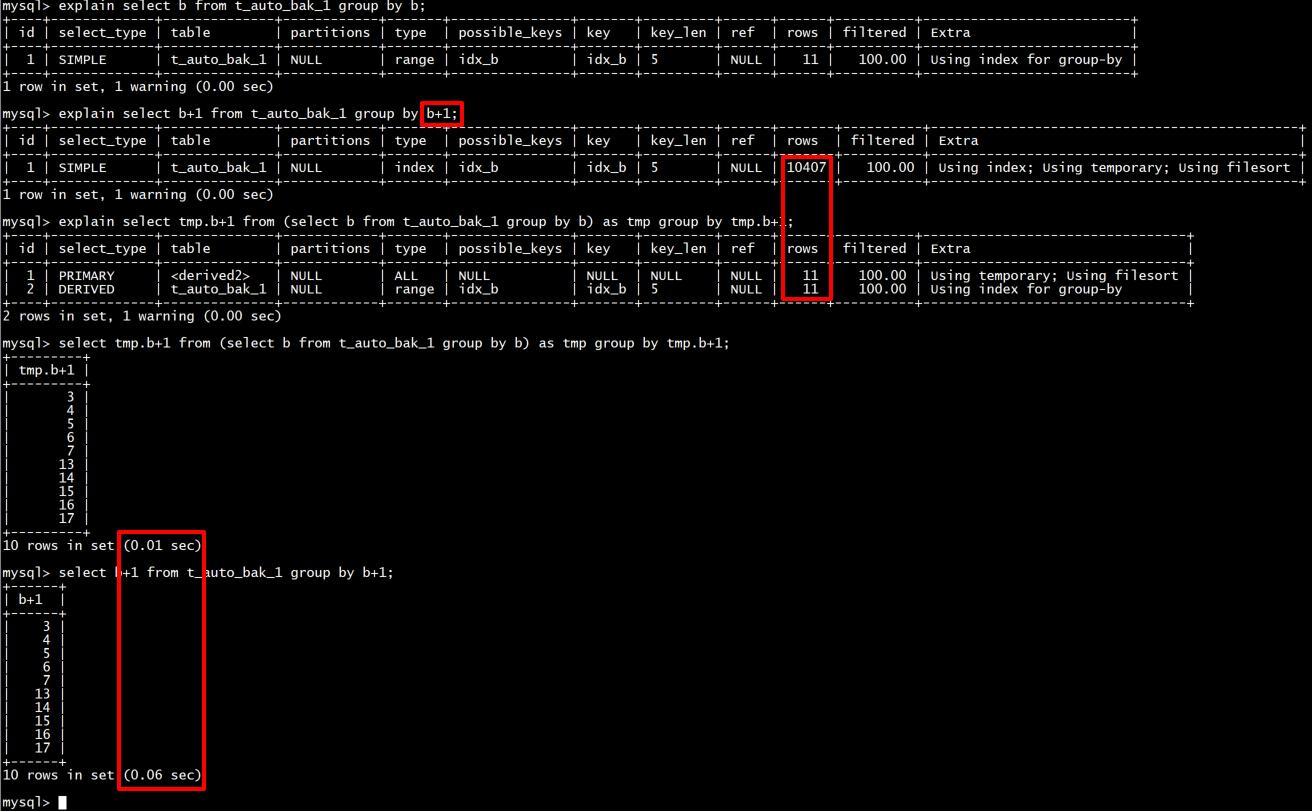 mysql> explain select b from t_auto_bak_1 group by b;
+----+-------------+--------------+------------+-------+---------------+-------+---------+------+------+----------+--------------------------+
| id | select_type | table        | partitions | type  | possible_keys | key   | key_len | ref  | rows | filtered | Extra                    |
+----+-------------+--------------+------------+-------+---------------+-------+---------+------+------+----------+--------------------------+
|  1 | SIMPLE      | t_auto_bak_1 | NULL       | range | idx_b         | idx_b | 5       | NULL |   11 |   100.00 | Using index for group-by |
+----+-------------+--------------+------------+-------+---------------+-------+---------+------+------+----------+--------------------------+
1 row in set, 1 warning (0.00 sec)
mysql> explain select b+1 from t_auto_bak_1 group by b+1;
+----+-------------+--------------+------------+-------+---------------+-------+---------+------+-------+----------+----------------------------------------------+
| id | select_type | table        | partitions | type  | possible_keys | key   | key_len | ref  | rows  | filtered | Extra                                        |
+----+-------------+--------------+------------+-------+---------------+-------+---------+------+-------+----------+----------------------------------------------+
|  1 | SIMPLE      | t_auto_bak_1 | NULL       | index | idx_b         | idx_b | 5       | NULL | 10407 |   100.00 | Using index; Using temporary; Using filesort |
+----+-------------+--------------+------------+-------+---------------+-------+---------+------+-------+----------+----------------------------------------------+
1 row in set, 1 warning (0.00 sec)
mysql> explain select tmp.b+1 from (select b from t_auto_bak_1 group by b) as tmp group by tmp.b+1;
+----+-------------+--------------+------------+-------+---------------+-------+---------+------+------+----------+---------------------------------+
| id | select_type | table        | partitions | type  | possible_keys | key   | key_len | ref  | rows | filtered | Extra                           |
+----+-------------+--------------+------------+-------+---------------+-------+---------+------+------+----------+---------------------------------+
|  1 | PRIMARY     | <derived2>   | NULL       | ALL   | NULL          | NULL  | NULL    | NULL |   11 |   100.00 | Using temporary; Using filesort |
|  2 | DERIVED     | t_auto_bak_1 | NULL       | range | idx_b         | idx_b | 5       | NULL |   11 |   100.00 | Using index for group-by        |
+----+-------------+--------------+------------+-------+---------------+-------+---------+------+------+----------+---------------------------------+
2 rows in set, 1 warning (0.00 sec)
mysql> select tmp.b+1 from (select b from t_auto_bak_1 group by b) as tmp group by tmp.b+1;
+---------+
| tmp.b+1 |
+---------+
|       3 |
|       4 |
|       5 |
|       6 |
|       7 |
|      13 |
|      14 |
|      15 |
|      16 |
|      17 |
+---------+
10 rows in set (0.01 sec)
mysql> select b+1 from t_auto_bak_1 group by b+1;
+------+
| b+1  |
+------+
|    3 |
|    4 |
|    5 |
|    6 |
|    7 |
|   13 |
|   14 |
|   15 |
|   16 |
|   17 |
+------+
10 rows in set (0.06 sec)
mysql>